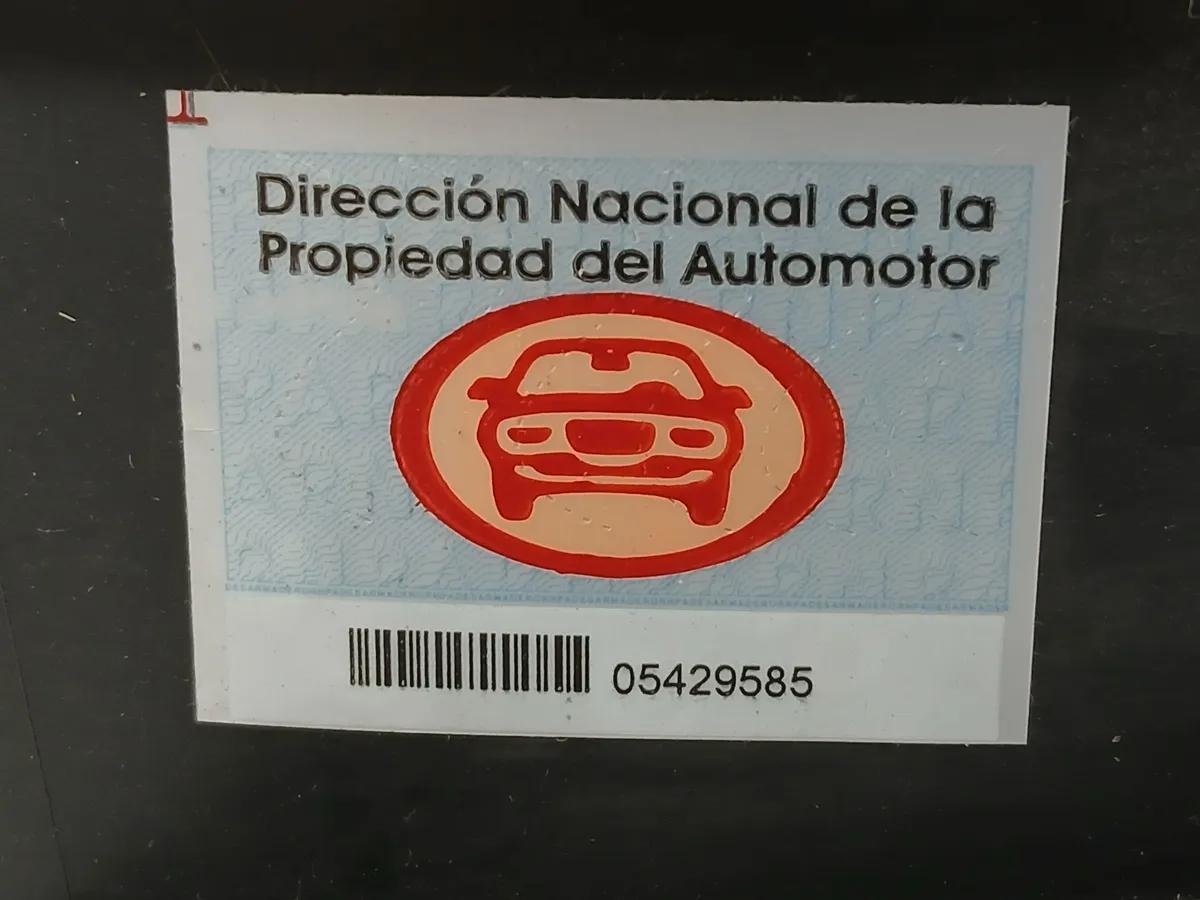 Dirección Nacional de la
Propiedad del Automotor
05429585